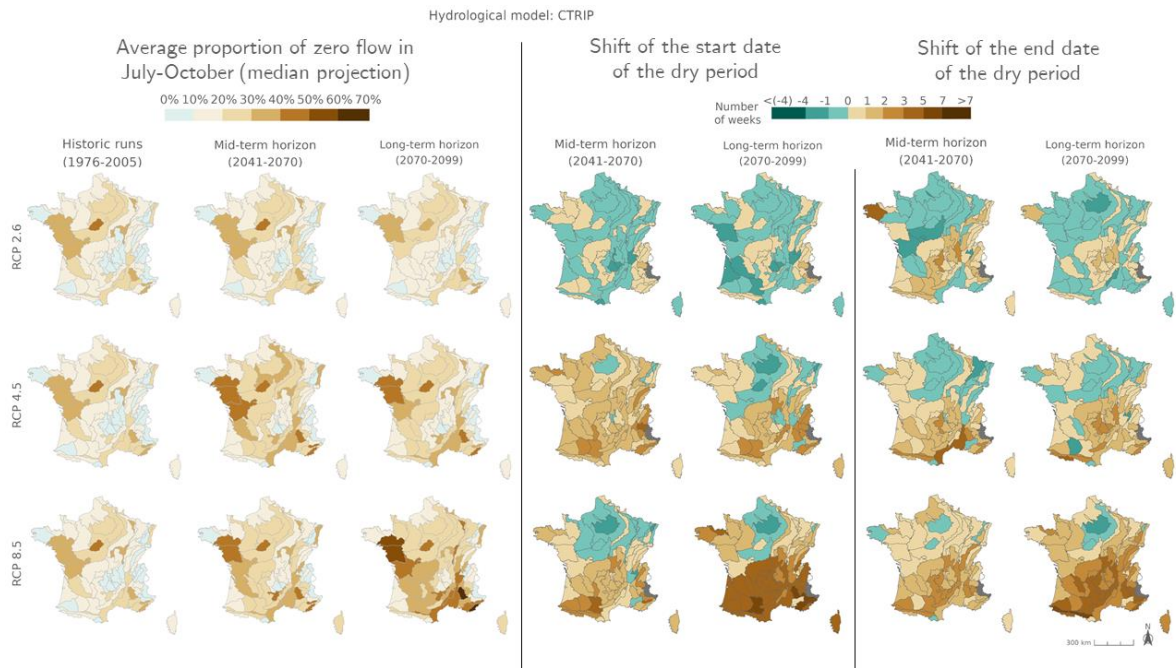 Hydrological model: CTRIP
Average proportion of zero flow in
July-October (median projection)
0% 10% 20% 30% 40% 50% 60% 70%
Historic runs
(1976-2005)
Mid-term horizon
(2041-2070)
Long-term horizon
(2070-2099)
Shift of the start date
of the dry period
Shift of the end date
of the dry period
Number
of weeks
<(-4) -4 -1 0 1 2 3 5 7 >7
Mid-term horizon
(2041-2070)
Long-term horizon
(2070-2099)
Mid-term horizon
(2041-2070)
Long-term horizon
(2070-2099)
RCP 2.6
RCP 4.5
RCP 8.5
300 km
N